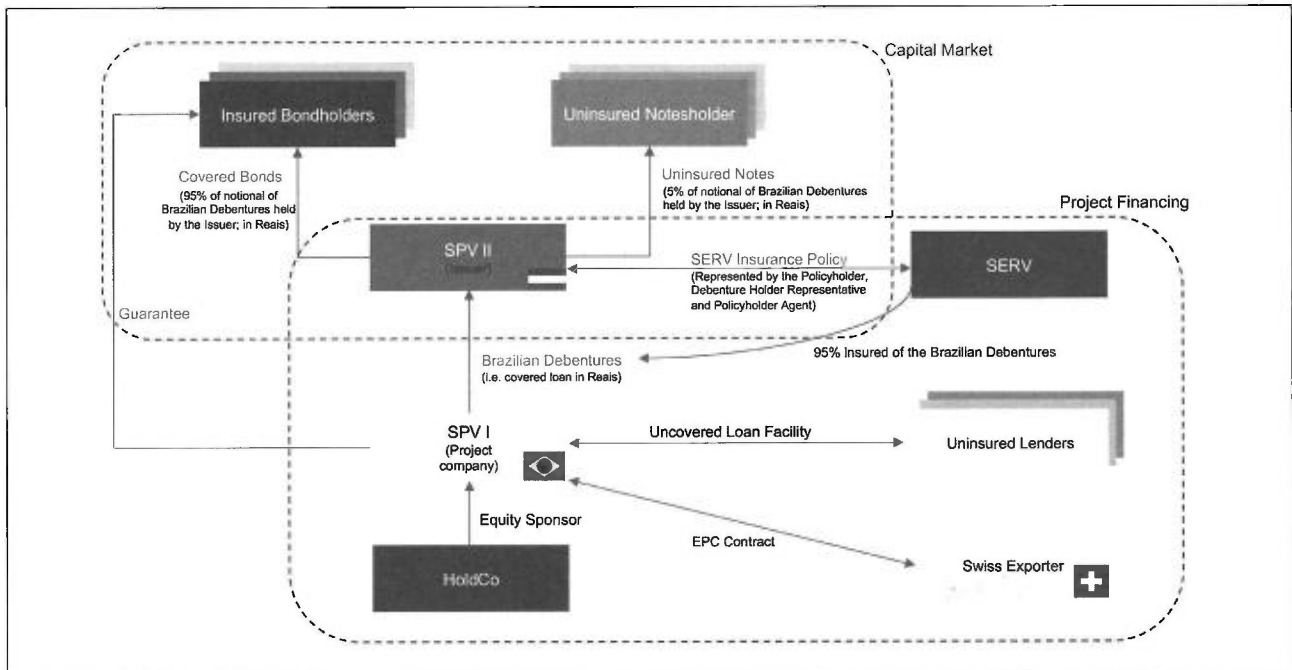 Capital Market
Insured Bondholders
Uninsured Notesholder
Covered Bonds
(95% of notional of
Brazilian Debentures held
by the Issuer; in Reais)
Uninsured Notes
(5% of notional of Brazilian Debentures
held by the Issuer; in Reais)
Project Financing
SPV II
(Issuer)
SERV Insurance Policy
(Represented by the Policyholder,
Debenture Holder Representative
and Policyholder Agent)
SERV
Guarantee
Brazilian Debentures
(i.e. covered loan in Reais)
95% Insured of the Brazilian Debentures
SPV I
(Project
company)
Uncovered Loan Facility
Uninsured Lenders
Equity Sponsor
EPC Contract
HoldCo
Swiss Exporter